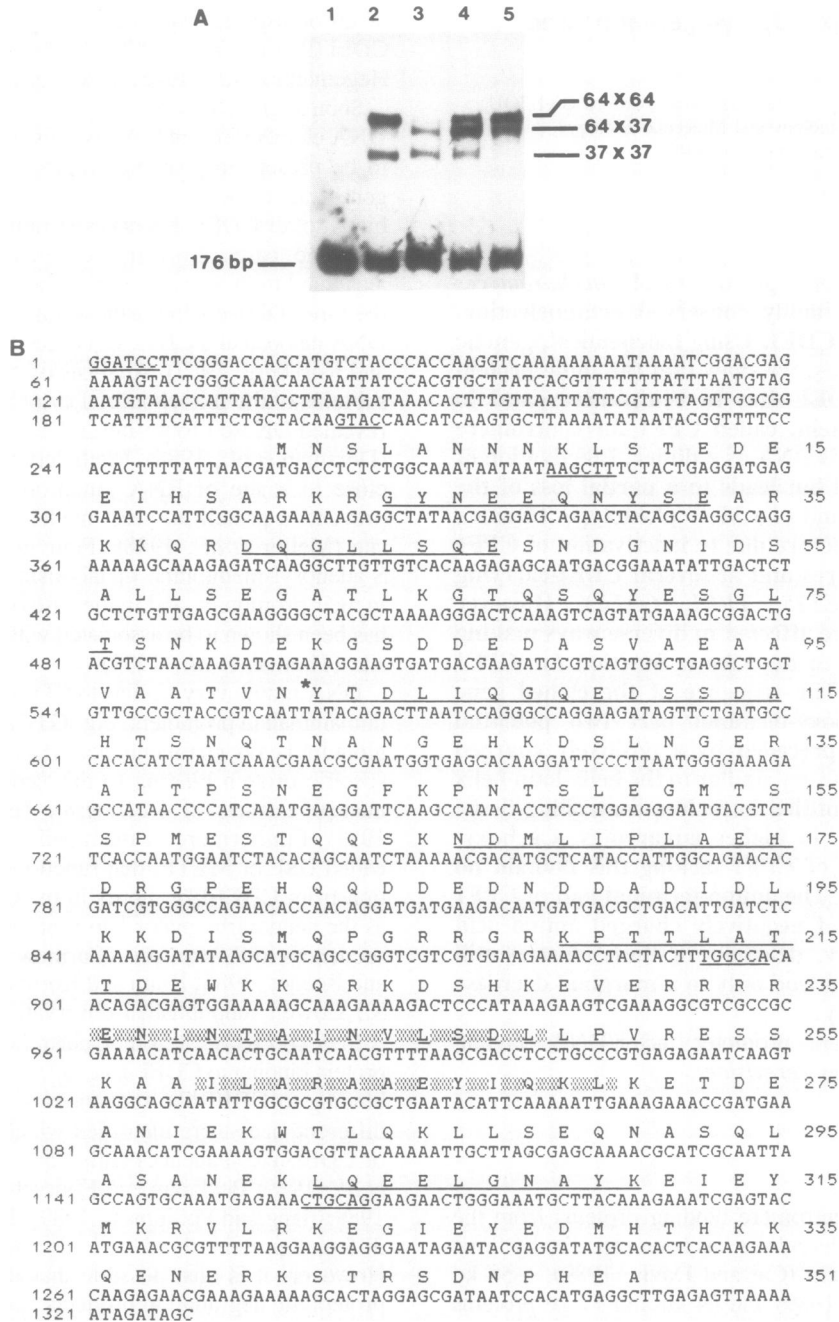 A
1 2 3 4 5
64 x 64
64 x 37
37 x 37
176 bp
B
1 GGATCCTTCGGGACCACCATGTCTACCCACCAAGGTCAAAAAAAAATAAAATCGGACGAG
61 AAAAGTACTGGGCAAACAACAATTATCCACGTGCTTATCACGTTTTTTTATTTAATGTAG
121 AATGTAAACCATTATACCTTAAAGATAAACACTTTGTTAATTATTCGTTTTAGTTGGCGG
181 TCATTTTCATTTCTGCTACAAGTACCAACATCAAGTGCTTAAAATATAATACGGTTTTCC
M N S L A N N N K L S T E D E 15
241 ACACTTTTATTAACGATGACCTCTCTGGCAAATAATAATAAGCTTTCTACTGAGGATGAG
E I H S A R K R G Y N E E Q N Y S E A R 35
301 GAAATCCATTCGGCAAGAAAAAGAGGCTATAACGAGGAGCAGAACTACAGCGAGGCCAGG
K K Q R D Q G L L S Q E S N D G N I D S 55
361 AAAAAGCAAAGAGATCAAGGCTTGTTGTCACAAGAGAGCAATGACGGAAATATTGACTCT
A L L S E G A T L K G T Q S Q Y E S G L 75
421 GCTCTGTTGAGCGAAGGGGCTACGCTAAAAGGGACTCAAAGTCAGTATGAAAGCGGACTG
T S N K D E K G S D D E D A S V A E A A 95
481 ACGTCTAACAAAGATGAGAAAGGAAGTGATGACGAAGATGCGTCAGTGGCTGAGGCTGCT
V A A T V N * Y T D L I Q G Q E D S S D A 115
541 GTTGCCGCTACCGTCAATTATACAGACTTAATCCAGGGCCAGGAAGATAGTTCTGATGCC
H T S N Q T N A N G E H K D S L N G E R 135
601 CACACATCTAATCAAACGAACGCGAATGGTGAGCACAAGGATTCCCTTAATGGGGAAAGA
A I T P S N E G F K P N T S L E G M T S 155
661 GCCATAACCCCATCAAATGAAGGATTCAAGCCAAACACCTCCCTGGAGGGAATGACGTCT
S P M E S T Q Q S K N D M L I P L A E H 175
721 TCACCAATGGAATCTACACAGCAATCTAAAAACGACATGCTCATACCATTGGCAGAACAC
D R G P E H Q Q D D E D N D D A D I D L 195
781 GATCGTGGGCCAGAACACCAACAGGATGATGAAGACAATGATGACGCTGACATTGATCTC
K K D I S M Q P G R R G R K P T T L A T 215
841 AAAAAGGATATAAGCATGCAGCCGGGTCGTCGTGGAAGAAAACCTACTACTTTGGCCACA
T D E W K K Q R K D S H K E V E R R R R 235
901 ACAGACGAGTGGAAAAAGCAAAGAAAAGACTCCCATAAAGAAGTCGAAAGGCGTCGCCGC
E N I N T A I N V L S D L L P V R E S S 255
961 GAAAACATCAACACTGCAATCAACGTTTTAAGCGACCTCCTGCCCGTGAGAGAATCAAGT
K A A I L A R A A E Y I Q K L K E T D E 275
1021 AAGGCAGCAATATTGGCGCGTGCCGCTGAATACATTCAAAAATTGAAAGAAACCGATGAA
A N I E K W T L Q K L L S E Q N A S Q L 295
1081 GCAAACATCGAAAAGTGGACGTTACAAAAATTGCTTAGCGAGCAAAACGCATCGCAATTA
A S A N E K L Q E E L G N A Y K E I E Y 315
1141 GCCAGTGCAAATGAGAAACTGCAGGAAGAACTGGGAAATGCTTACAAAGAAATCGAGTAC
M K R V L R K E G I E Y E D M H T H K K 335
1201 ATGAAACGCGTTTTAAGGAAGGAGGGAATAGAATACGAGGATATGCACACTCACAAGAAA
Q E N E R K S T R S D N P H E A 351
1261 CAAGAGAACGAAAGAAAAAGCACTAGGAGCGATAATCCACATGAGGCTTGAGAGTTAAAA
1321 ATAGATAGC